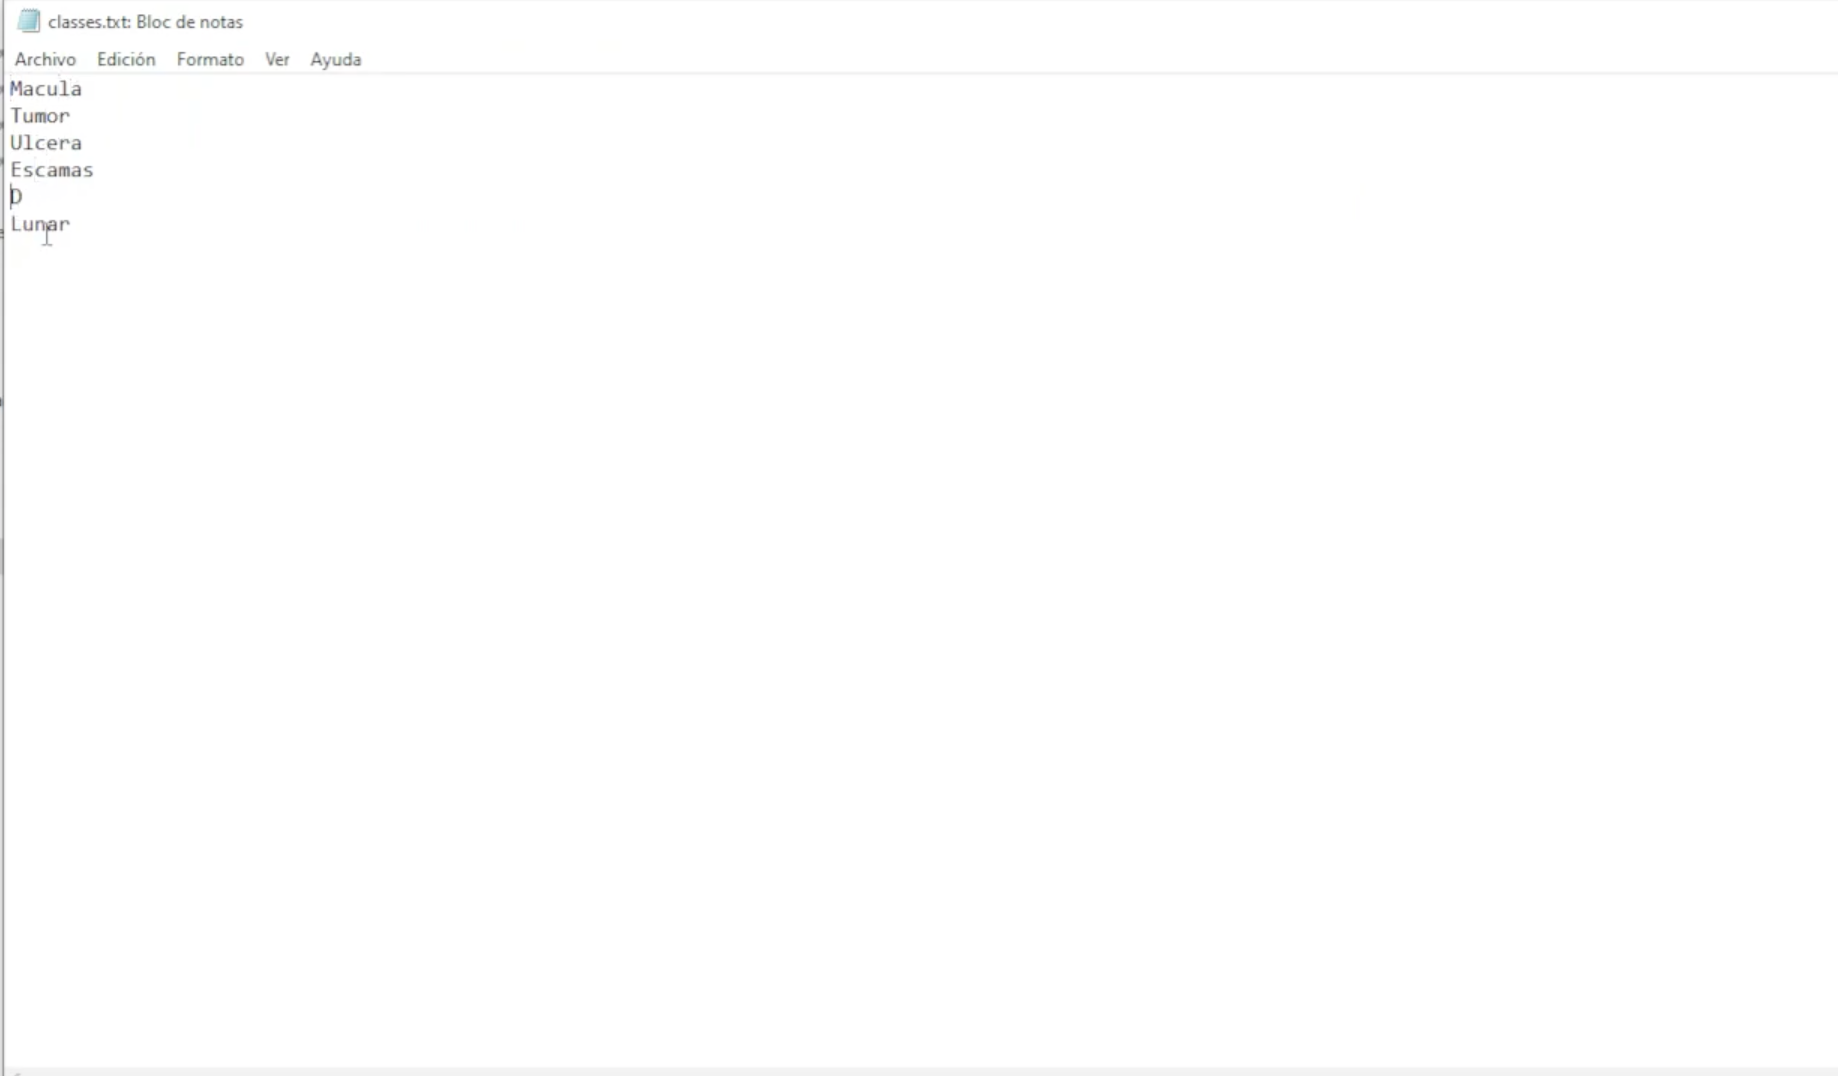 classes.txt: Bloc de notas
Archivo Edición Formato Ver Ayuda
Macula
Tumor
Ulcera
Escamas
D
Lunar